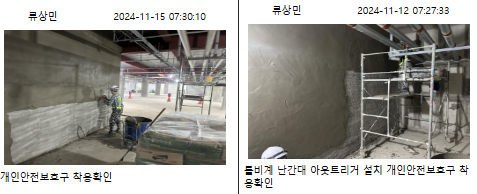 류상민 2024-11-15 07:30:10
개인안전보호구 착용확인
류상민 2024-11-12 07:27:33
틀비계 난간대 아웃트리거 설치 개인안전보호구 착
용확인